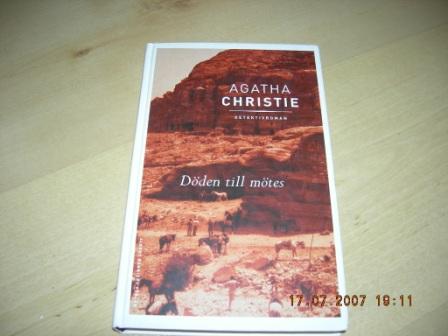 AGATHA
CHRISTIE
DETEKTIVROMAN
Döden till mötes
17.07.2007 19:11